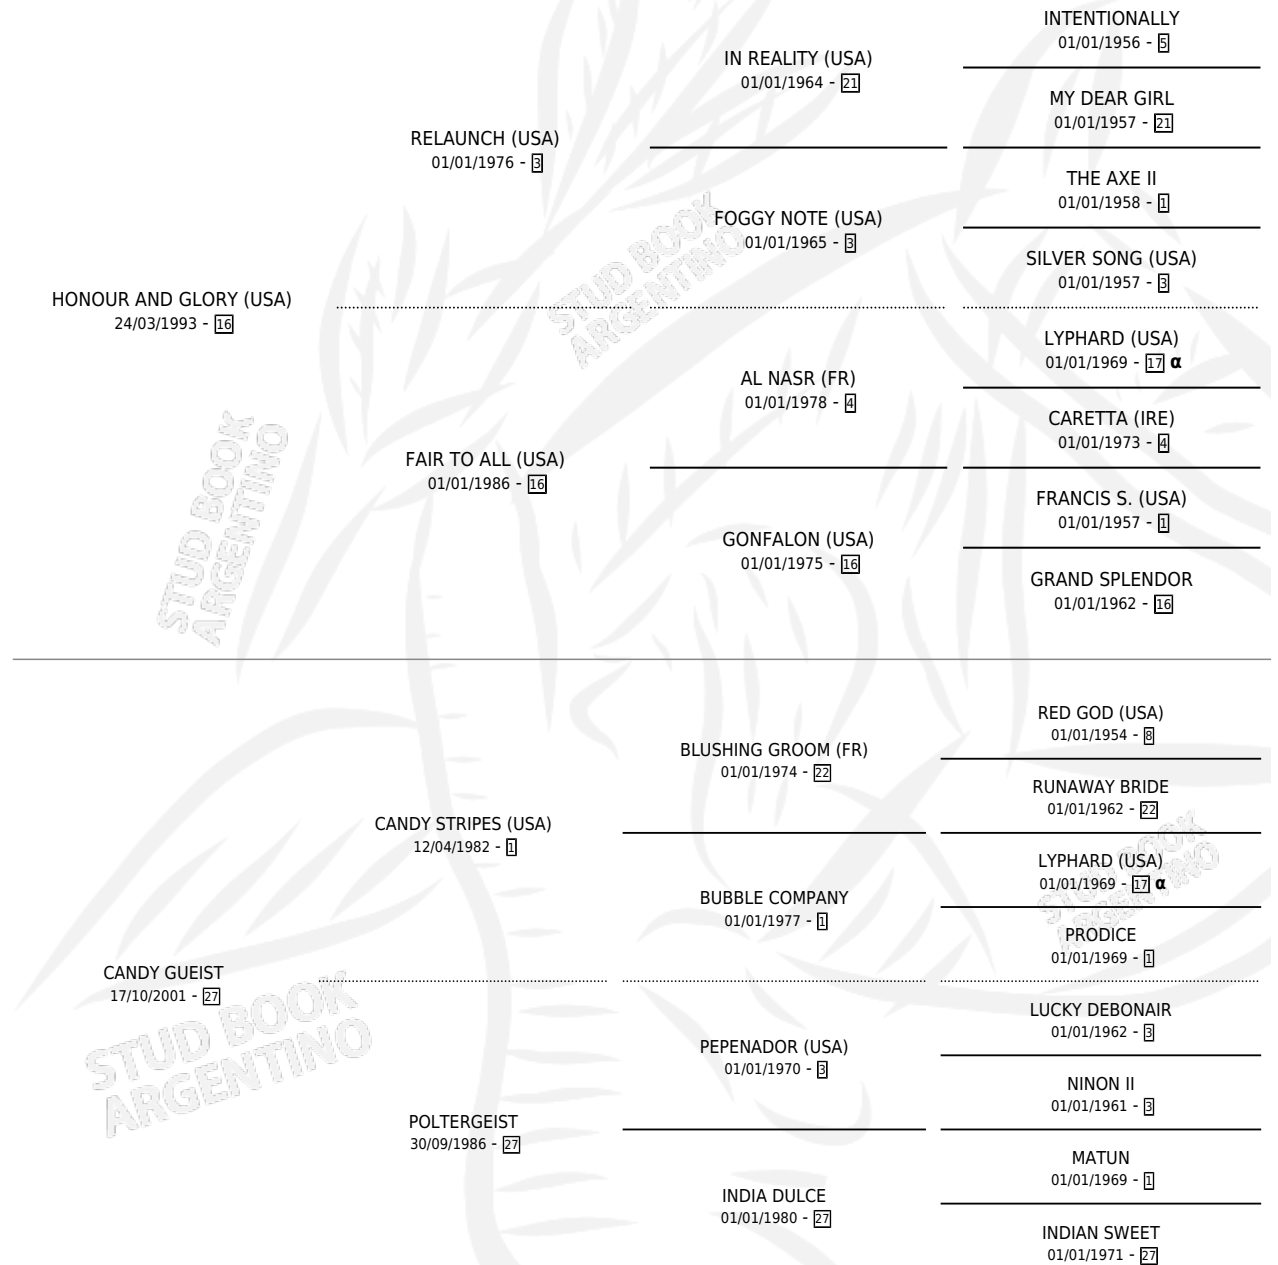 INTENTIONALLY
01/01/1956 - 5
IN REALITY (USA)
01/01/1964 - 21
MY DEAR GIRL
01/01/1957 - 21
RELAUNCH (USA)
01/01/1976 - 3
THE AXE II
01/01/1958 - 1
FOGGY NOTE (USA)
01/01/1965 - 3
SILVER SONG (USA)
01/01/1957 - 3
HONOUR AND GLORY (USA)
24/03/1993 - 16
LYPHARD (USA)
01/01/1969 - 17 α
AL NASR (FR)
01/01/1978 - 4
CARETTA (IRE)
01/01/1973 - 4
FAIR TO ALL (USA)
01/01/1986 - 16
FRANCIS S. (USA)
01/01/1957 - 1
GONFALON (USA)
01/01/1975 - 16
GRAND SPLENDOR
01/01/1962 - 16
RED GOD (USA)
01/01/1954 - 8
BLUSHING GROOM (FR)
01/01/1974 - 22
RUNAWAY BRIDE
01/01/1962 - 22
CANDY STRIPES (USA)
12/04/1982 - 1
LYPHARD (USA)
01/01/1969 - 17 α
BUBBLE COMPANY
01/01/1977 - 1
PRODICE
01/01/1969 - 1
CANDY GUEIST
17/10/2001 - 27
LUCKY DEBONAIR
01/01/1962 - 3
PEPENADOR (USA)
01/01/1970 - 3
NINON II
01/01/1961 - 3
POLTERGEIST
30/09/1986 - 27
MATUN
01/01/1969 - 1
INDIA DULCE
01/01/1980 - 27
INDIAN SWEET
01/01/1971 - 27
STUD BOOK
ARGENTINO
STUD BOOK
ARGENTINO
STUD BOOK
ARGENTINO
STUD BOOK
ARGENTINO